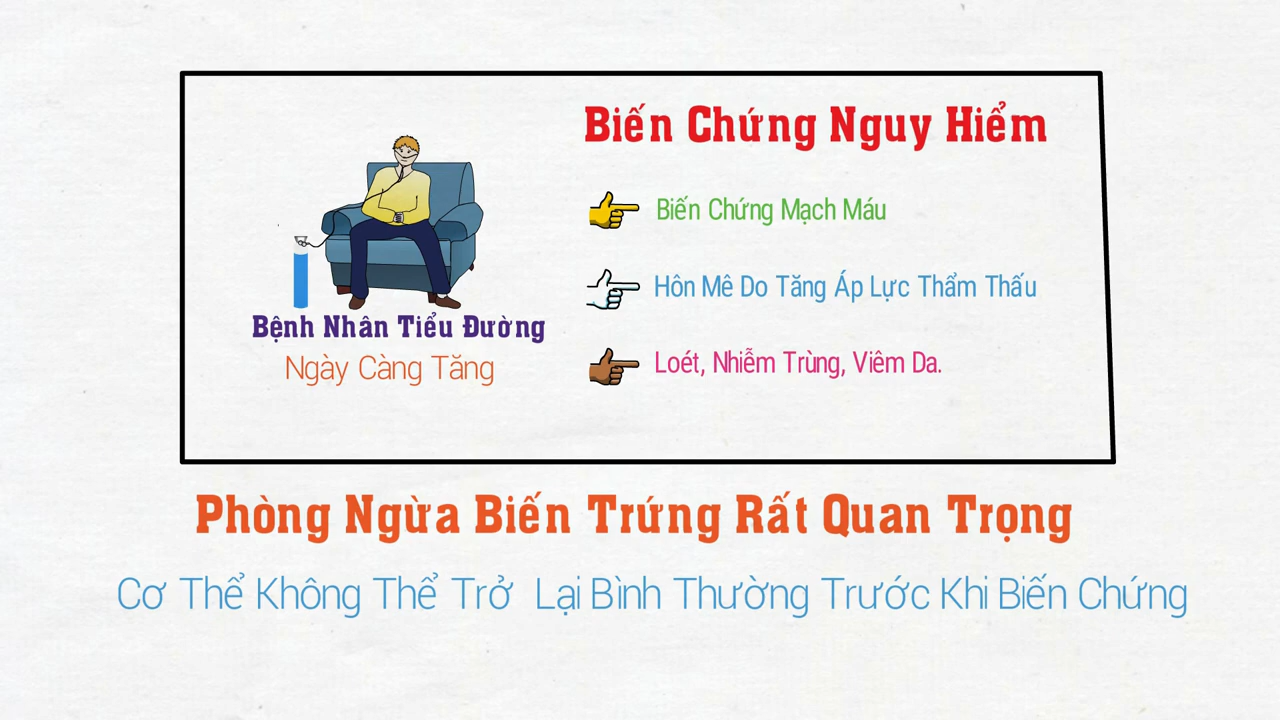 Biến Chứng Nguy Hiểm
Biến Chứng Mạch Máu
Hôn Mê Do Tăng Áp Lực Thẩm Thấu
Loét, Nhiễm Trùng, Viêm Da.
Bệnh Nhân Tiểu Đường
Ngày Càng Tăng
Phòng Ngừa Biến Trứng Rất Quan Trọng
Cơ Thể Không Thể Trở Lại Bình Thường Trước Khi Biến Chứng